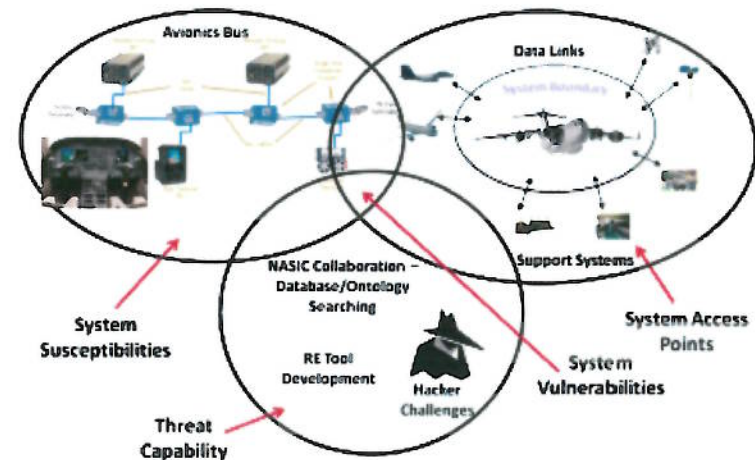 Avionics Bus
Data Links
System Boundary
Support Systems
NASIC Collaboration –
Database/Ontology
Searching
RE Tool
Development
Hacker
Challenges
System
Susceptibilities
Threat
Capability
System
Vulnerabilities
System Access
Points